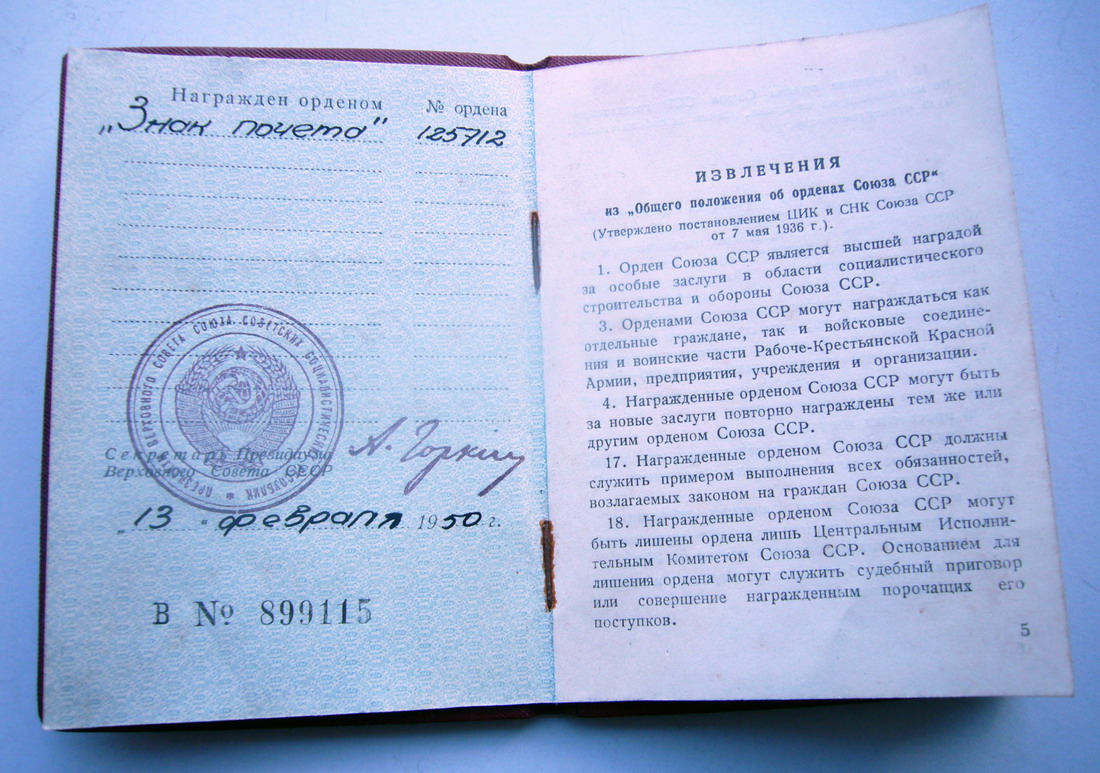 Награжден орденом № ордена
„Знак почета" 125712
ПРЕЗИДИУМ ВЕРХОВНОГО СОВЕТА СОЮЗА СОВЕТСКИХ СОЦИАЛИСТИЧЕСКИХ РЕСПУБЛИК
Секретарь Президиума
Верховного Совета СССР
А. Горкин
„13 " февраля 1950 г.
В № 899115
ИЗВЛЕЧЕНИЯ
из „Общего положения об орденах Союза ССР“
(Утверждено постановлением ЦИК и СНК Союза ССР
от 7 мая 1936 г.).
1. Орден Союза ССР является высшей наградой
за особые заслуги в области социалистического
строительства и обороны Союза ССР.
3. Орденами Союза ССР могут награждаться как
отдельные граждане, так и войсковые соедине-
ния и воинские части Рабоче-Крестьянской Красной
Армии, предприятия, учреждения и организации.
4. Награжденные орденом Союза ССР могут быть
за новые заслуги повторно награждены тем же или
другим орденом Союза ССР.
17. Награжденные орденом Союза ССР должны
служить примером выполнения всех обязанностей,
возлагаемых законом на граждан Союза ССР.
18. Награжденные орденом Союза ССР могут
быть лишены ордена лишь Центральным Исполни-
тельным Комитетом Союза ССР. Основанием для
лишения ордена могут служить судебный приговор
или совершение награжденным порочащих его
поступков.
5